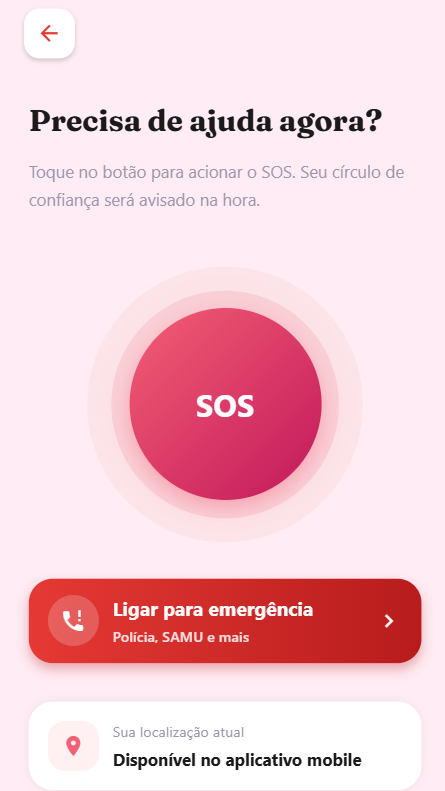 Precisa de ajuda agora?
Toque no botão para acionar o SOS. Seu círculo de
confiança será avisado na hora.
SOS
Ligar para emergência
Polícia, SAMU e mais
Sua localização atual
Disponível no aplicativo mobile